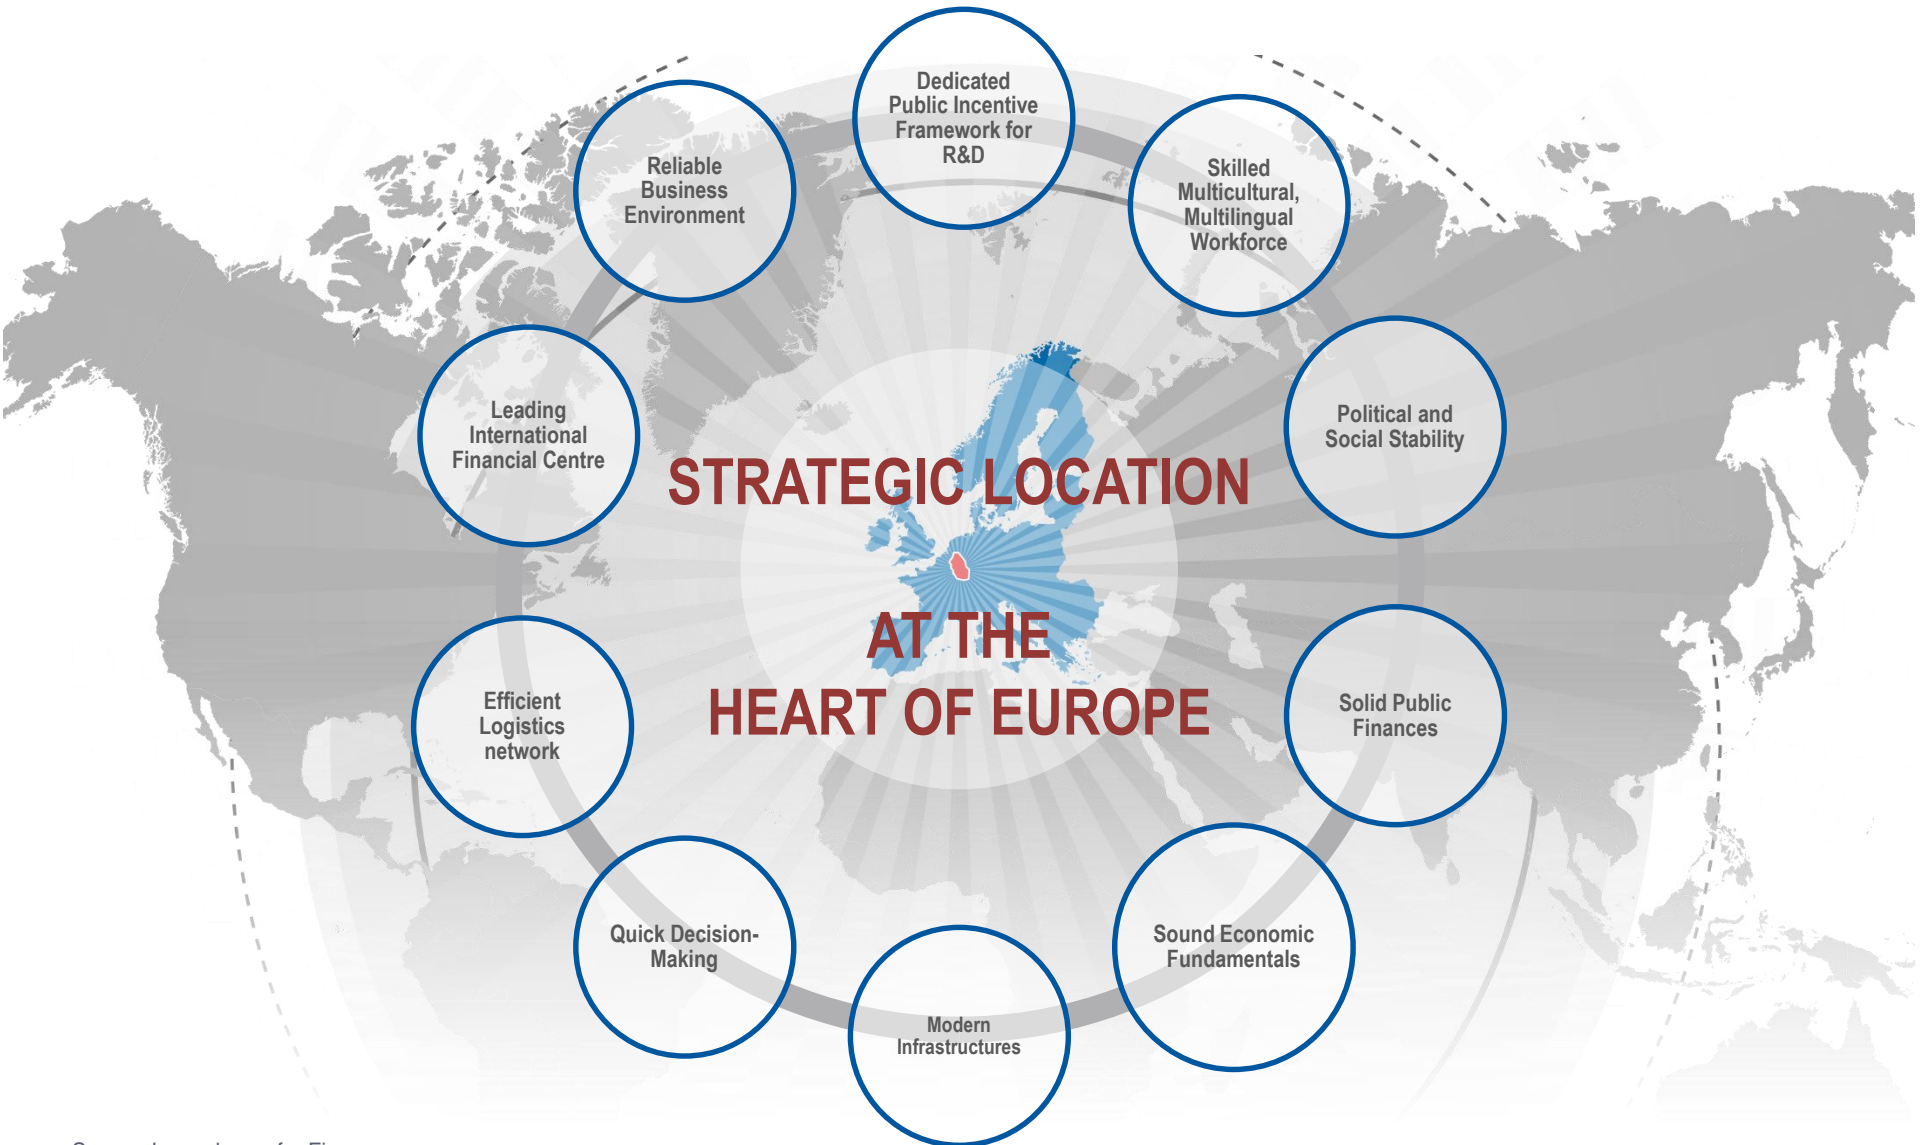 Dedicated
Public Incentive
Framework for
R&D
Reliable
Business
Environment
Skilled
Multicultural,
Multilingual
Workforce
Leading
International
Financial Centre
Political and
Social Stability
STRATEGIC LOCATION
AT THE
HEART OF EUROPE
Efficient
Logistics
network
Solid Public
Finances
Quick Decision-
Making
Sound Economic
Fundamentals
Modern
Infrastructures